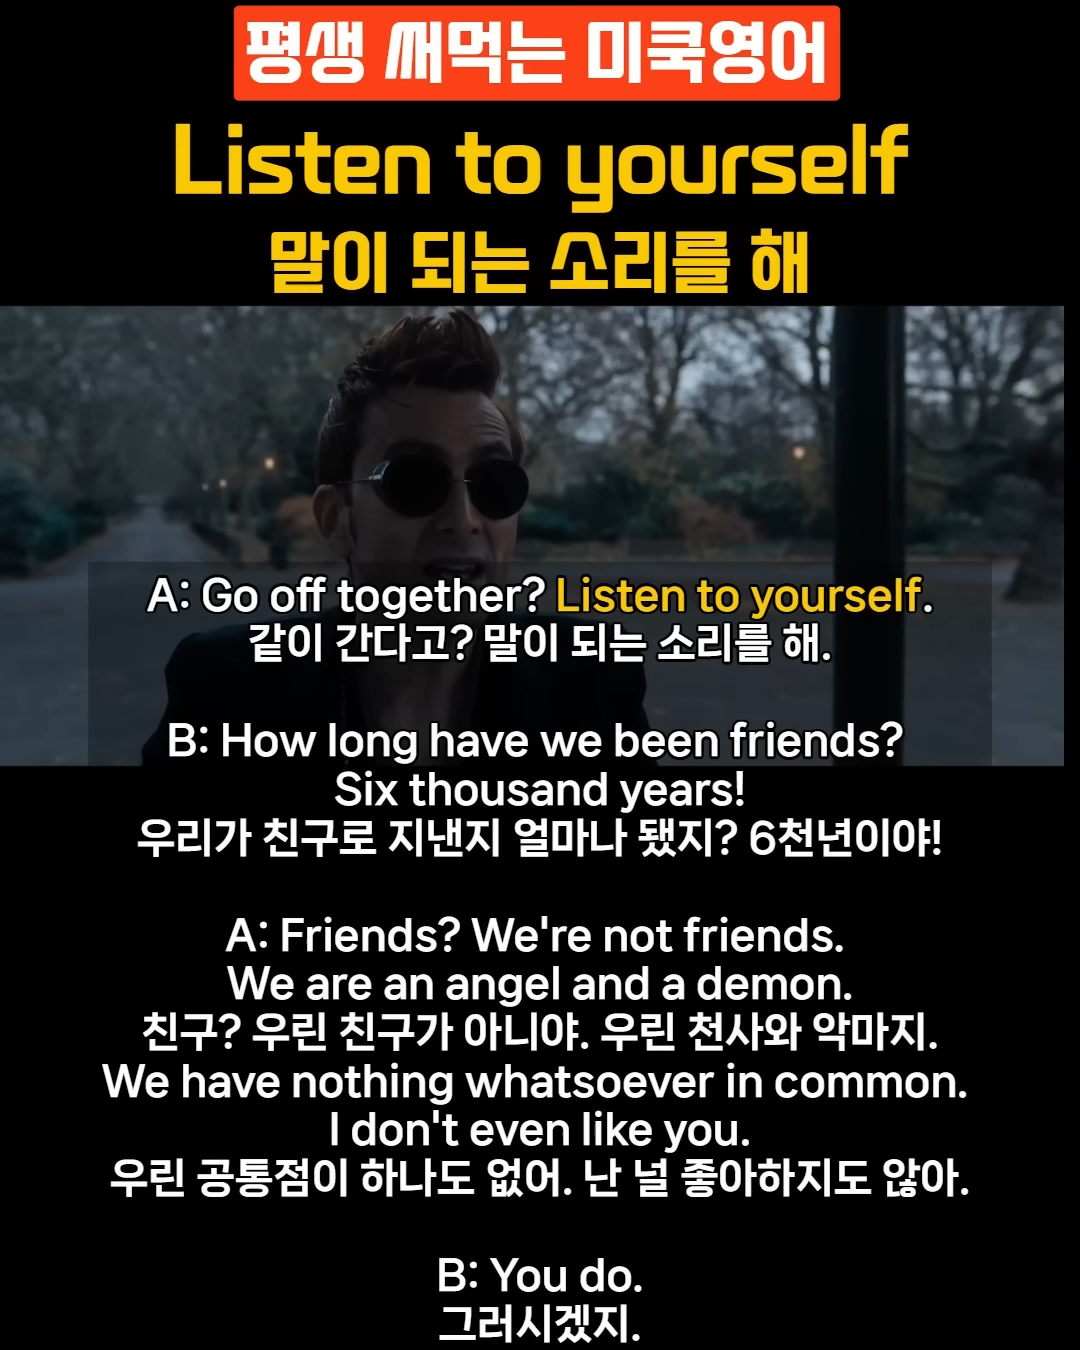 평생 써먹는 미쿡영어
Listen to yourself
말이 되는 소리를 해
A: Go off together? Listen to yourself.
같이 간다고? 말이 되는 소리를 해.
B: How long have we been friends?
Six thousand years!
우리가 친구로 지낸지 얼마나 됐지? 6천년이야!
A: Friends? We're not friends.
We are an angel and a demon.
친구? 우린 친구가 아니야. 우린 천사와 악마지.
We have nothing whatsoever in common.
I don't even like you.
우린 공통점이 하나도 없어. 난 널 좋아하지도 않아.
B: You do.
그러시겠지.